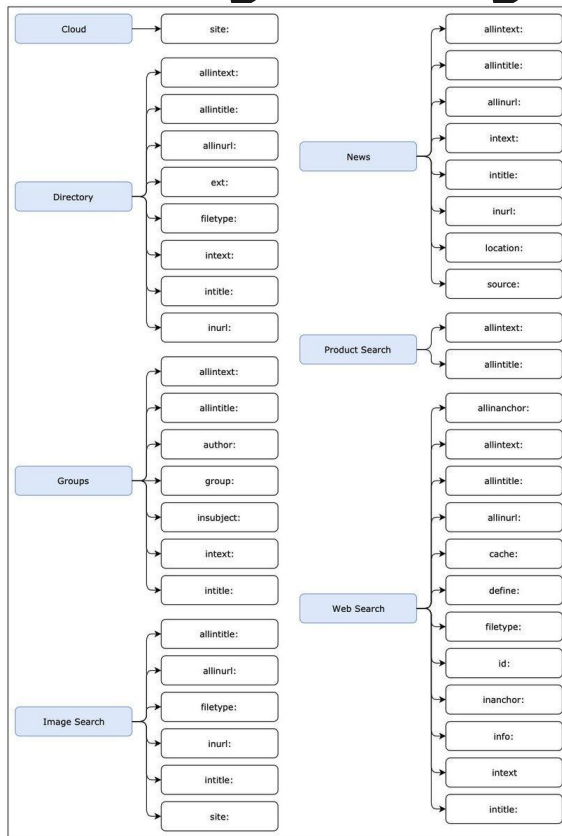 Cloud
site:
Directory
allintext:
allintitle:
allinurl:
ext:
filetype:
intext:
intitle:
inurl:
Groups
allintext:
allintitle:
author:
group:
insubject:
intext:
intitle:
Image Search
allintitle:
allinurl:
filetype:
inurl:
intitle:
site:
News
allintext:
allintitle:
allinurl:
intext:
intitle:
inurl:
location:
source:
Product Search
allintext:
allintitle:
Web Search
allinanchor:
allintext:
allintitle:
allinurl:
cache:
define:
filetype:
id:
inanchor:
info:
intext
intitle: